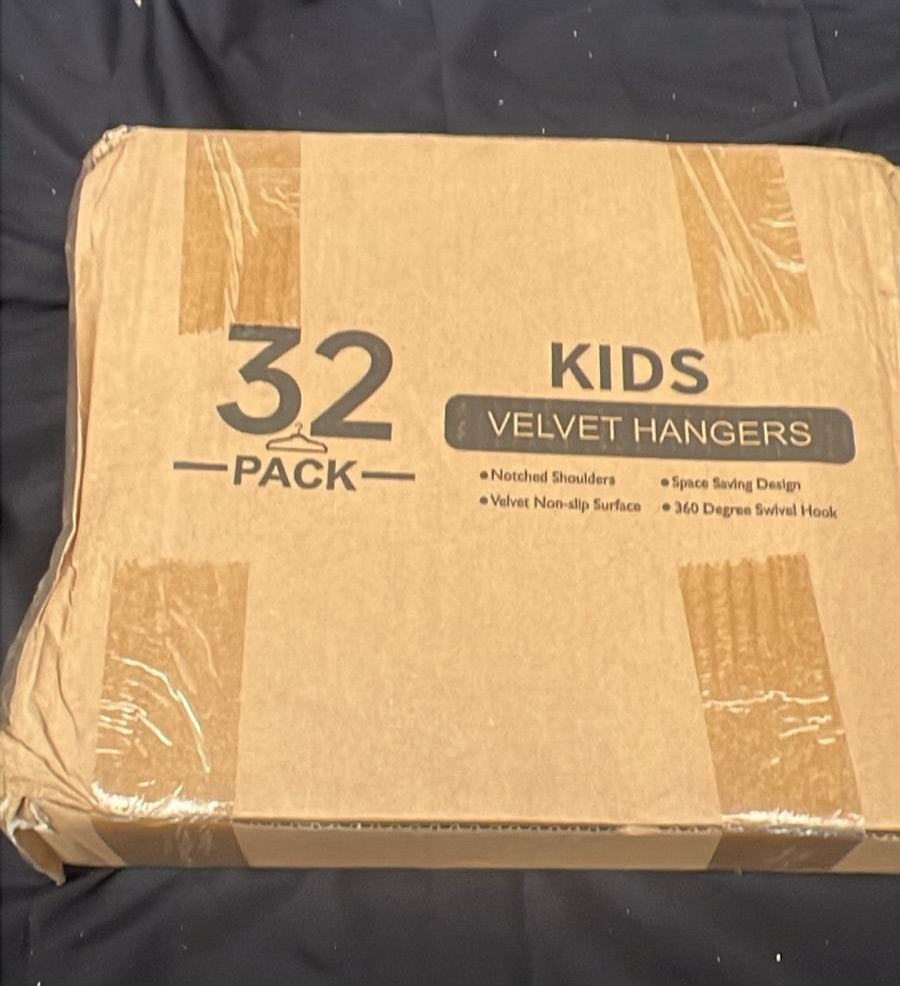 32
PACK
KIDS
VELVET HANGERS
• Notched Shoulders
• Space Saving Design
• Velvet Non-slip Surface
• 360 Degree Swivel Hook